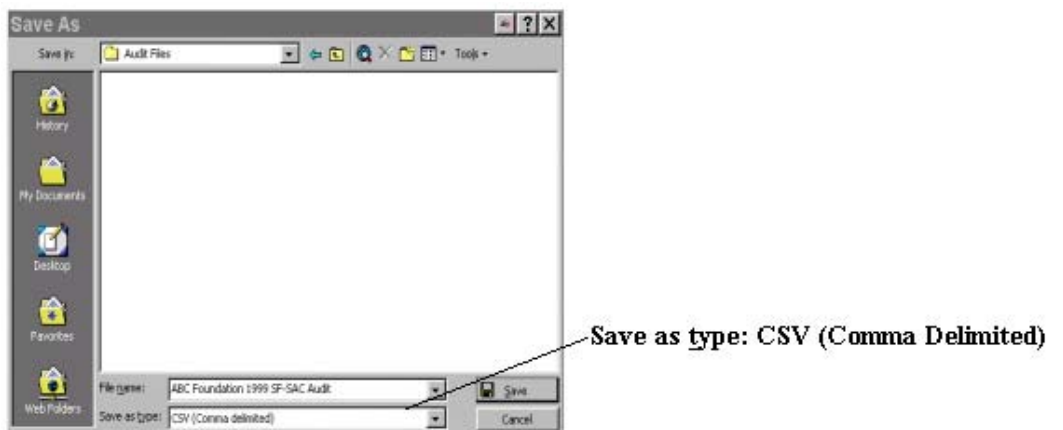 Save As
Save in: Audit Files Tools
History
My Documents
Desktop
Favorites
Web Folders
File name: ABC Foundation 1999 SF-SAC Audit Save
Save as type: CSV (Comma delimited) Cancel
Save as type: CSV (Comma Delimited)